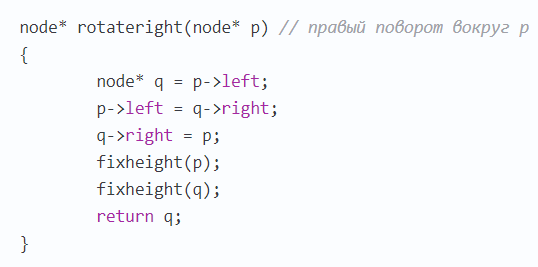 node* rotateright(node* p) // правый поворот вокруг p
{
        node* q = p->left;
        p->left = q->right;
        q->right = p;
        fixheight(p);
        fixheight(q);
        return q;
}